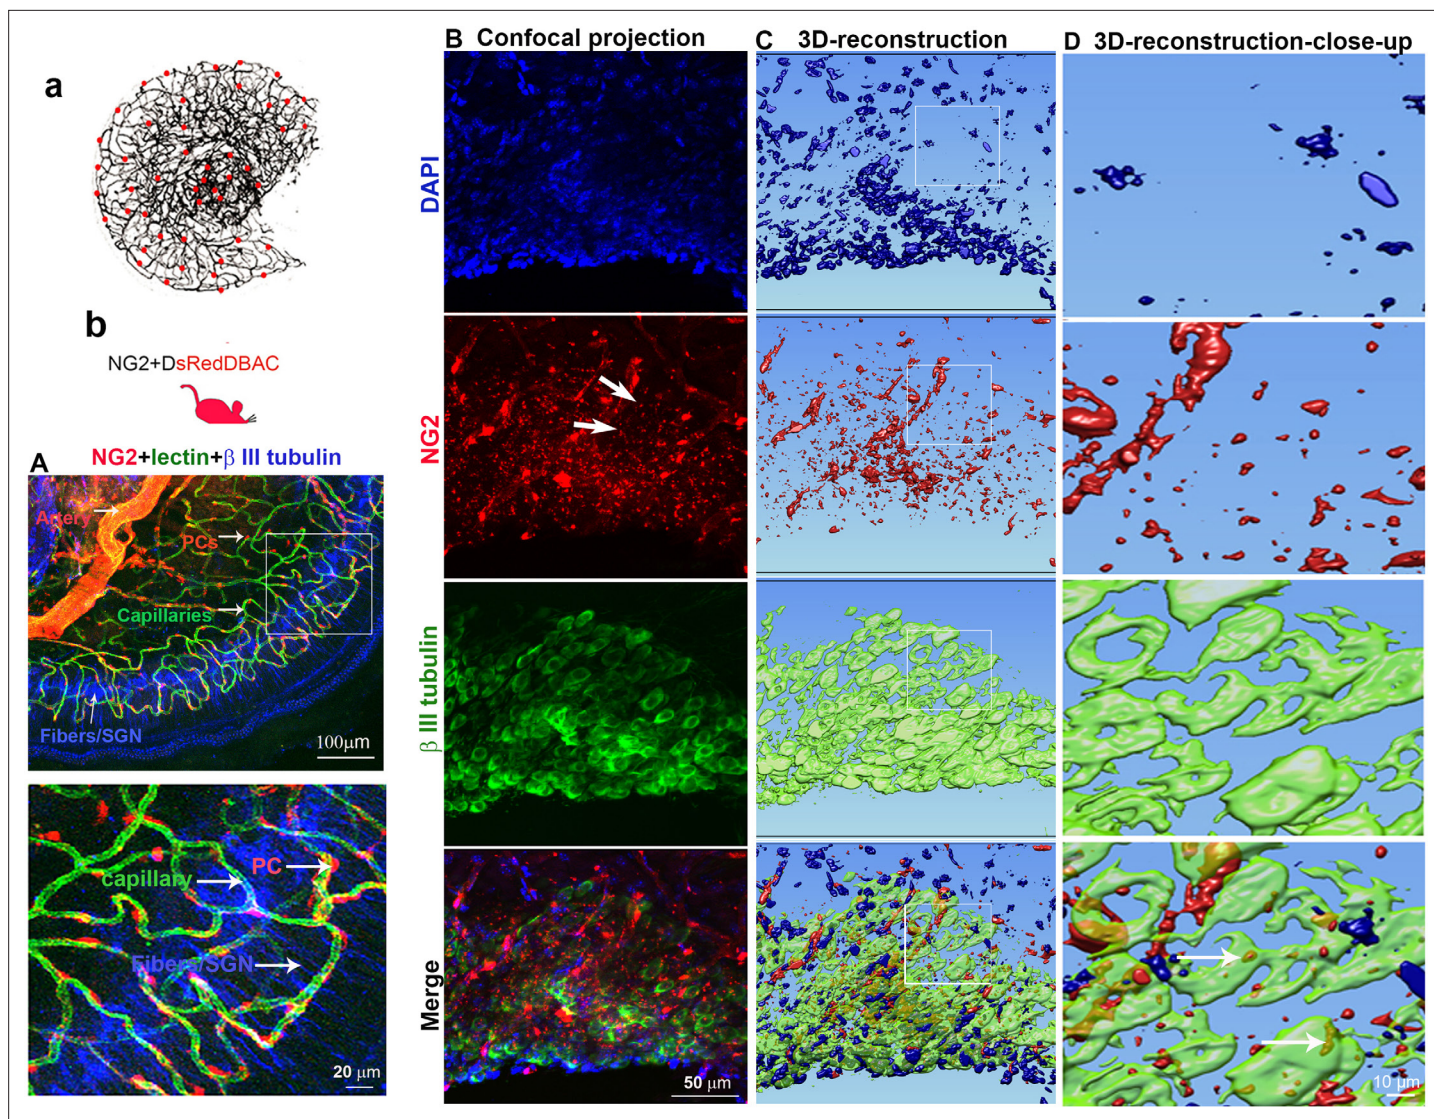 a
b
NG2+DsRedDBAC
A
NG2+lectin+β III tubulin
Artery
PCs
Capillaries
Fibers/SGN
100μm
PC
capillary
Fibers/SGN
20 μm
B Confocal projection
C 3D-reconstruction
D 3D-reconstruction-close-up
DAPI
NG2
β III tubulin
Merge
50 μm
10 μm